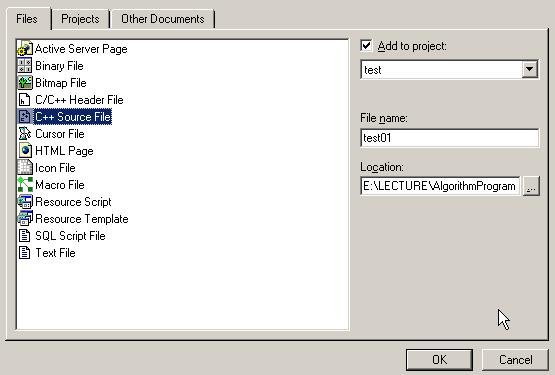 Files
Projects
Other Documents
Active Server Page
Binary File
Bitmap File
C/C++ Header File
C++ Source File
Cursor File
HTML Page
Icon File
Macro File
Resource Script
Resource Template
SQL Script File
Text File
Add to project:
test
File name:
test01
Location:
E:\LECTURE\AlgorithmProgram
...
OK
Cancel